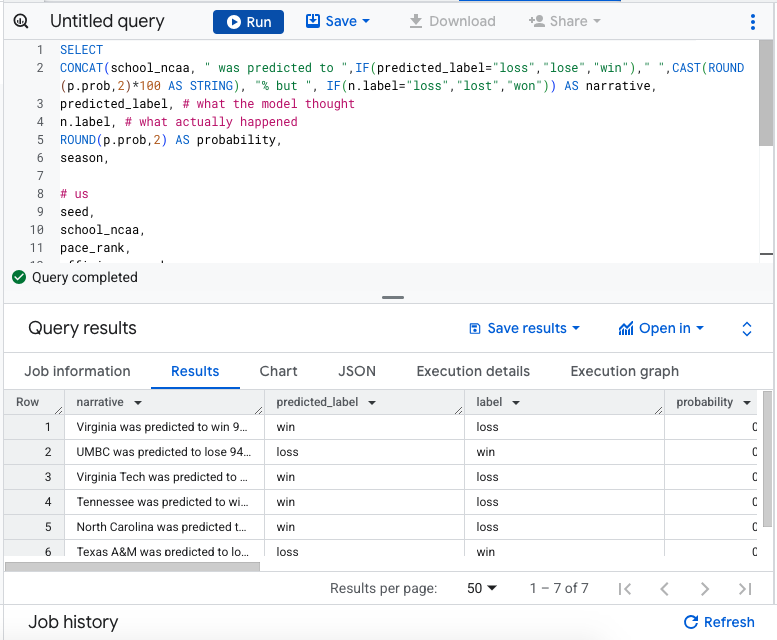 Untitled query Run Save Download Share
1 SELECT
2 CONCAT(school_ncaa, " was predicted to ",IF(predicted_label="loss","lose","win")," ",CAST(ROUND
(p.prob,2)*100 AS STRING), "% but ", IF(n.label="loss","lost","won")) AS narrative,
3 predicted_label, # what the model thought
4 n.label, # what actually happened
5 ROUND(p.prob,2) AS probability,
6 season,
7
8 # us
9 seed,
10 school_ncaa,
11 pace_rank,
Query completed
Query results Save results Open in
Job information Results Chart JSON Execution details Execution graph
Row narrative predicted_label label probability
1 Virginia was predicted to win 9... win loss 0
2 UMBC was predicted to lose 94... loss win 0
3 Virginia Tech was predicted to ... win loss 0
4 Tennessee was predicted to wi... win loss 0
5 North Carolina was predicted t... win loss 0
6 Texas A&M was predicted to lo... loss win 0
Results per page: 50 1 – 7 of 7
Job history Refresh